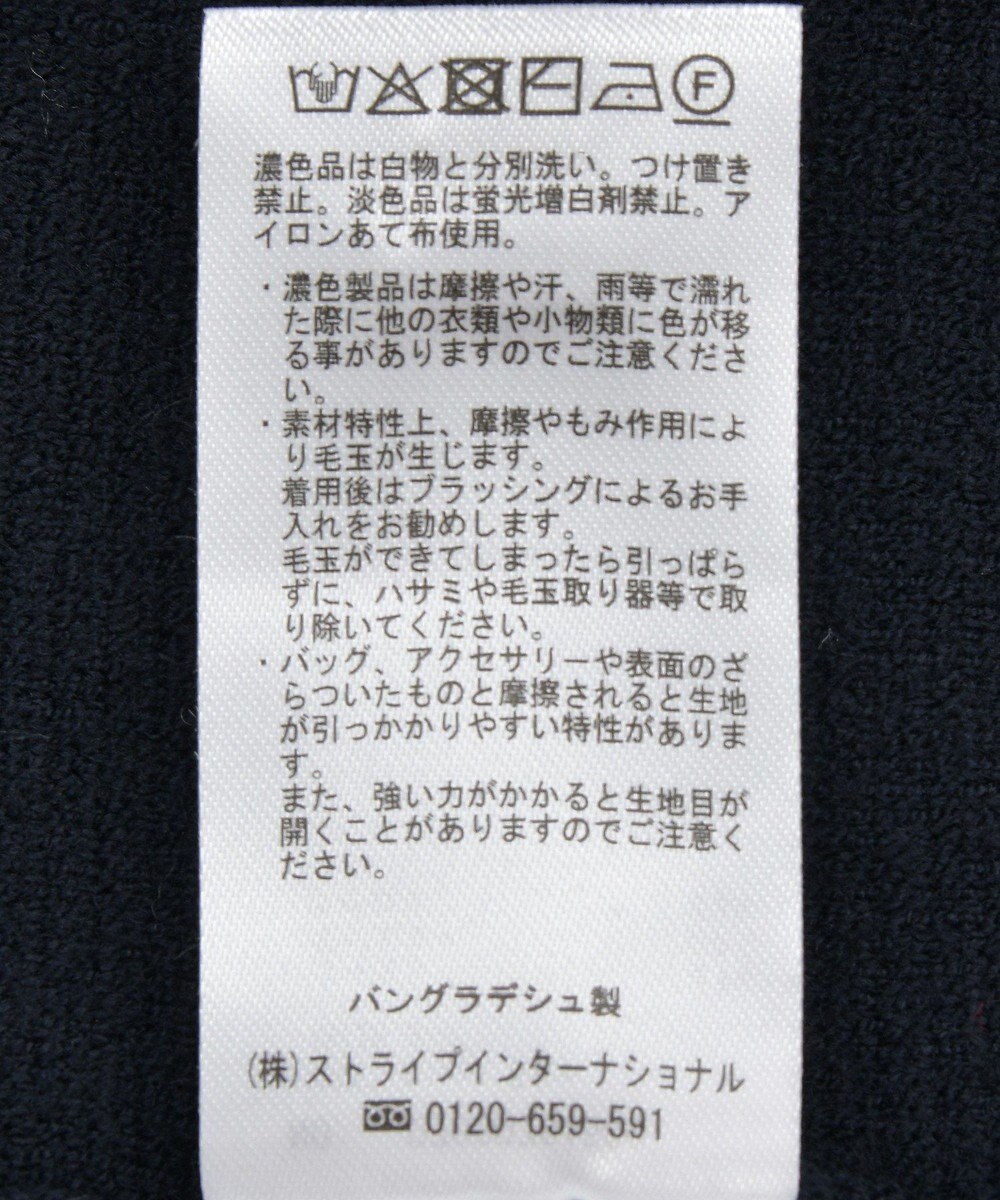 F
濃色品は白物と分別洗い。つけ置き
禁止。淡色品は蛍光増白剤禁止。ア
イロンあて布使用。
・濃色製品は摩擦や汗、雨等で濡れ
た際に他の衣類や小物類に色が移
る事がありますのでご注意くださ
い。
・素材特性上、摩擦やもみ作用によ
り毛玉が生じます。
着用後はブラッシングによるお手
入れをお勧めします。
毛玉ができてしまったら引っぱら
ずに、ハサミや毛玉取り器等で取
り除いてください。
・バッグ、アクセサリーや表面のざ
らついたものと摩擦されると生地
が引っかかりやすい特性がありま
す。
また、強い力がかかると生地目が
開くことがありますのでご注意く
ださい。
バングラデシュ製
(株)ストライプインターナショナル
0120-659-591